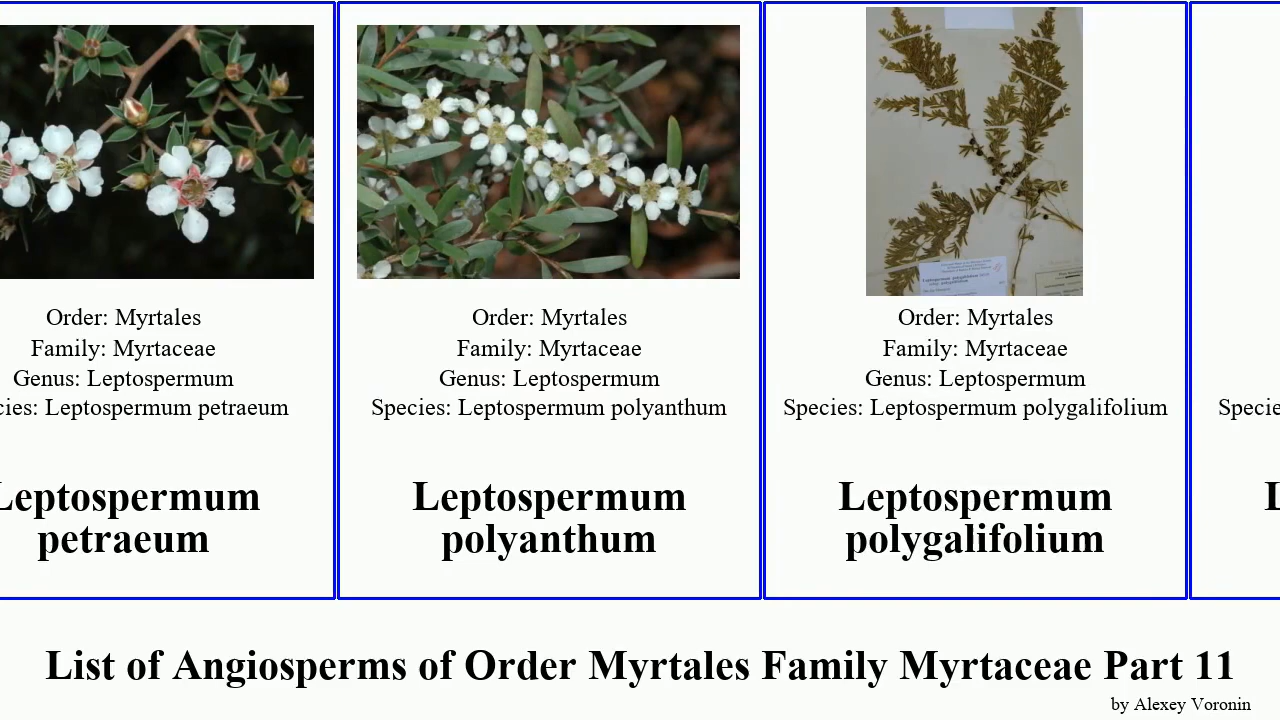 Order: Myrtales
Family: Myrtaceae
Genus: Leptospermum
cies: Leptospermum petraeum
Leptospermum
petraeum
Order: Myrtales
Family: Myrtaceae
Genus: Leptospermum
Species: Leptospermum polyanthum
Leptospermum
polyanthum
Order: Myrtales
Family: Myrtaceae
Genus: Leptospermum
Species: Leptospermum polygalifolium
Leptospermum
polygalifolium
Specie
L
List of Angiosperms of Order Myrtales Family Myrtaceae Part 11
by Alexey Voronin